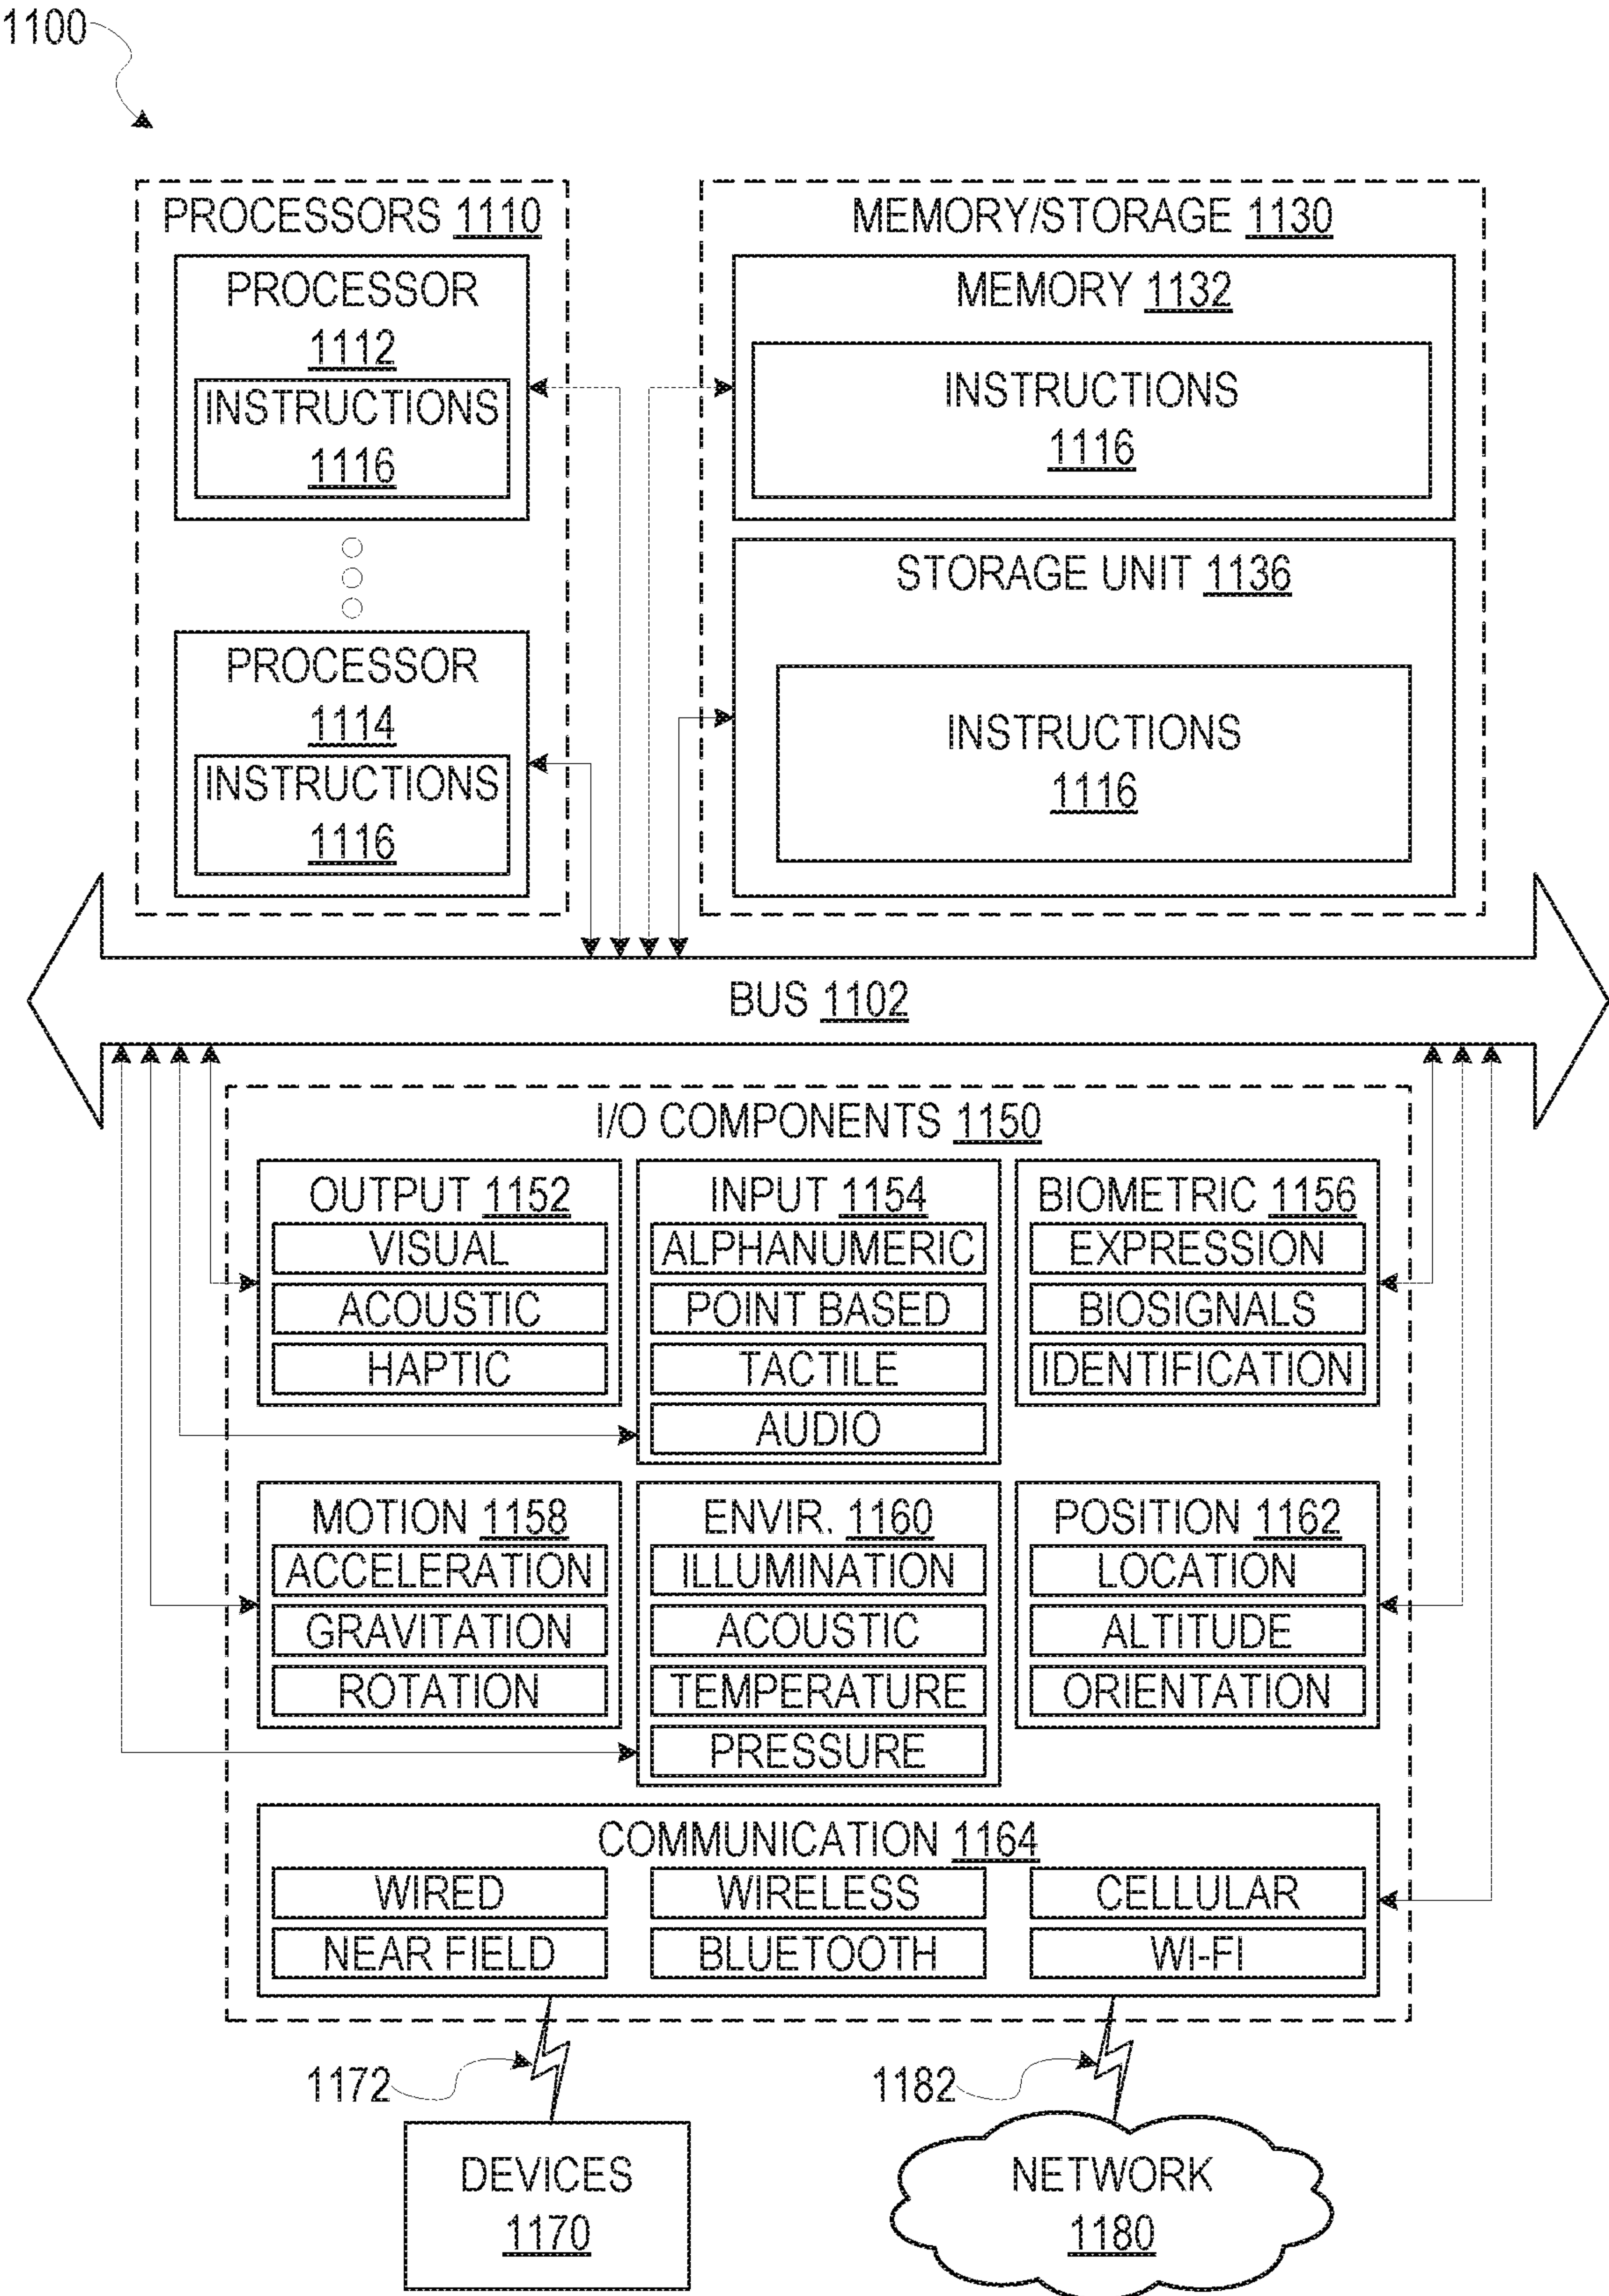 1100
PROCESSORS 1110
PROCESSOR
1112
INSTRUCTIONS
1116
PROCESSOR
1114
INSTRUCTIONS
1116
MEMORY/STORAGE 1130
MEMORY 1132
INSTRUCTIONS
1116
STORAGE UNIT 1136
INSTRUCTIONS
1116
BUS 1102
I/O COMPONENTS 1150
OUTPUT 1152
VISUAL
ACOUSTIC
HAPTIC
INPUT 1154
ALPHANUMERIC
POINT BASED
TACTILE
AUDIO
BIOMETRIC 1156
EXPRESSION
BIOSIGNALS
IDENTIFICATION
MOTION 1158
ACCELERATION
GRAVITATION
ROTATION
ENVIR. 1160
ILLUMINATION
ACOUSTIC
TEMPERATURE
PRESSURE
POSITION 1162
LOCATION
ALTITUDE
ORIENTATION
COMMUNICATION 1164
WIRED
WIRELESS
CELLULAR
NEAR FIELD
BLUETOOTH
WI-FI
1172
1182
DEVICES
1170
NETWORK
1180